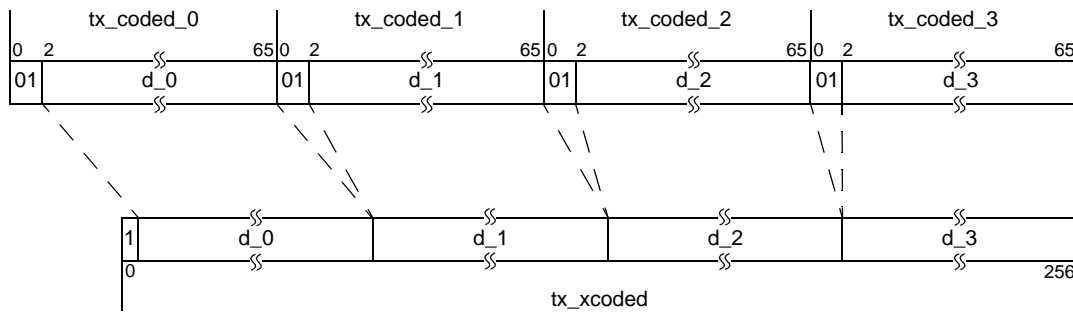 tx_coded_0 tx_coded_1 tx_coded_2 tx_coded_3
0 2 65 0 2 65 0 2 65 0 2 65
01 d_0 01 d_1 01 d_2 01 d_3
1 d_0 d_1 d_2 d_3
0 256
tx_xcoded